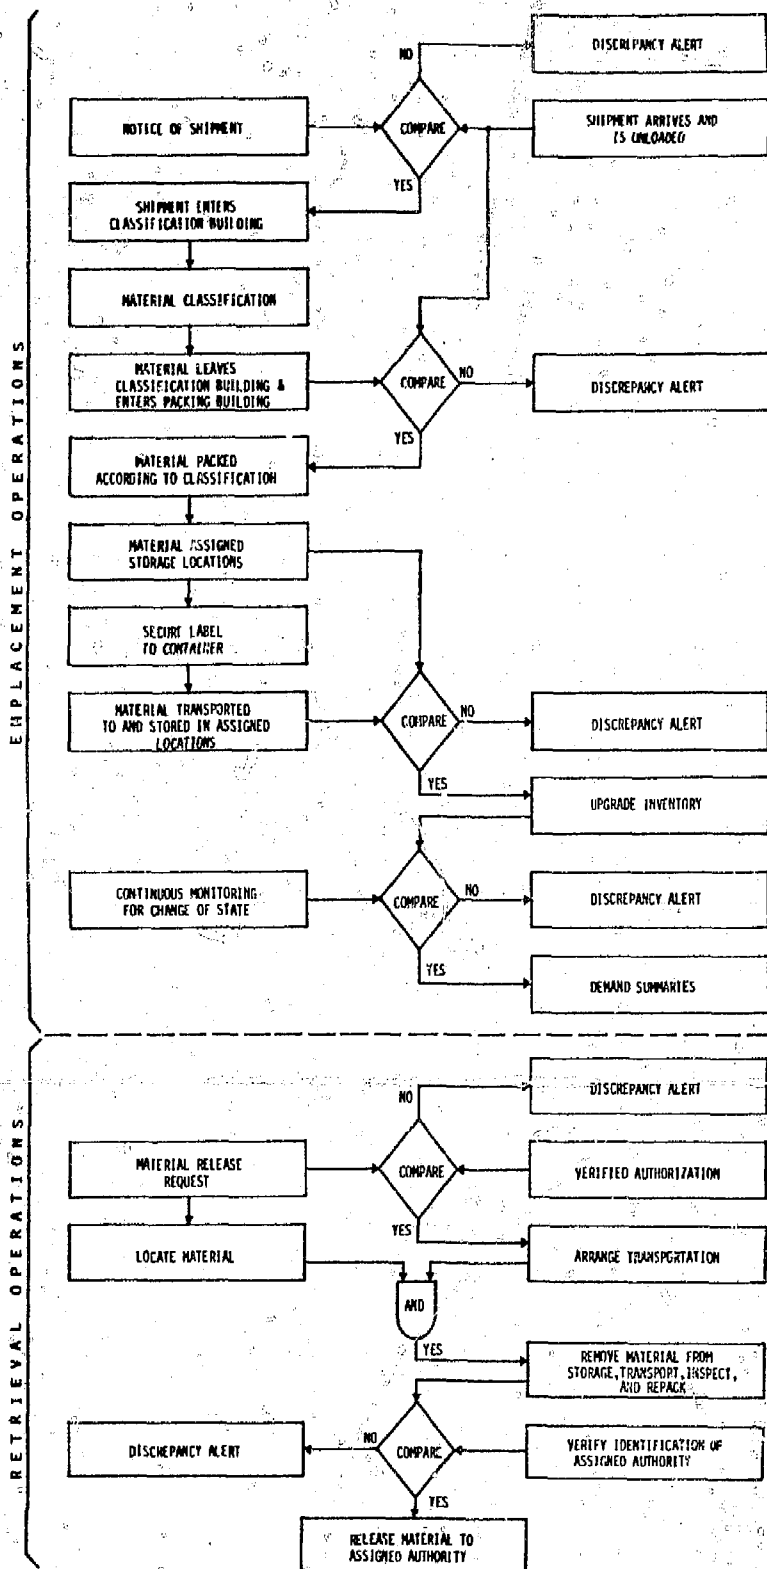 EMPLACEMENT OPERATIONS
NO
DISCREPANCY ALERT
NOTICE OF SHIPMENT
COMPARE
SHIPMENT ARRIVES AND
IS UNLOADED
YES
SHIPMENT ENTERS
CLASSIFICATION BUILDING
MATERIAL CLASSIFICATION
MATERIAL LEAVES
CLASSIFICATION BUILDING &
ENTERS PACKING BUILDING
COMPARE
NO
DISCREPANCY ALERT
YES
MATERIAL PACKED
ACCORDING TO CLASSIFICATION
MATERIAL ASSIGNED
STORAGE LOCATIONS
SECURE LABEL
TO CONTAINER
MATERIAL TRANSPORTED
TO AND STORED IN ASSIGNED
LOCATIONS
COMPARE
NO
DISCREPANCY ALERT
YES
UPGRADE INVENTORY
CONTINUOUS MONITORING
FOR CHANGE OF STATE
COMPARE
NO
DISCREPANCY ALERT
YES
DEMAND SUMMARIES
RETRIEVAL OPERATIONS
NO
DISCREPANCY ALERT
MATERIAL RELEASE
REQUEST
COMPARE
VERIFIED AUTHORIZATION
YES
LOCATE MATERIAL
ARRANGE TRANSPORTATION
AND
YES
REMOVE MATERIAL FROM
STORAGE, TRANSPORT, INSPECT,
AND REPACK
DISCREPANCY ALERT
NO
COMPARE
VERIFY IDENTIFICATION OF
ASSIGNED AUTHORITY
YES
RELEASE MATERIAL TO
ASSIGNED AUTHORITY